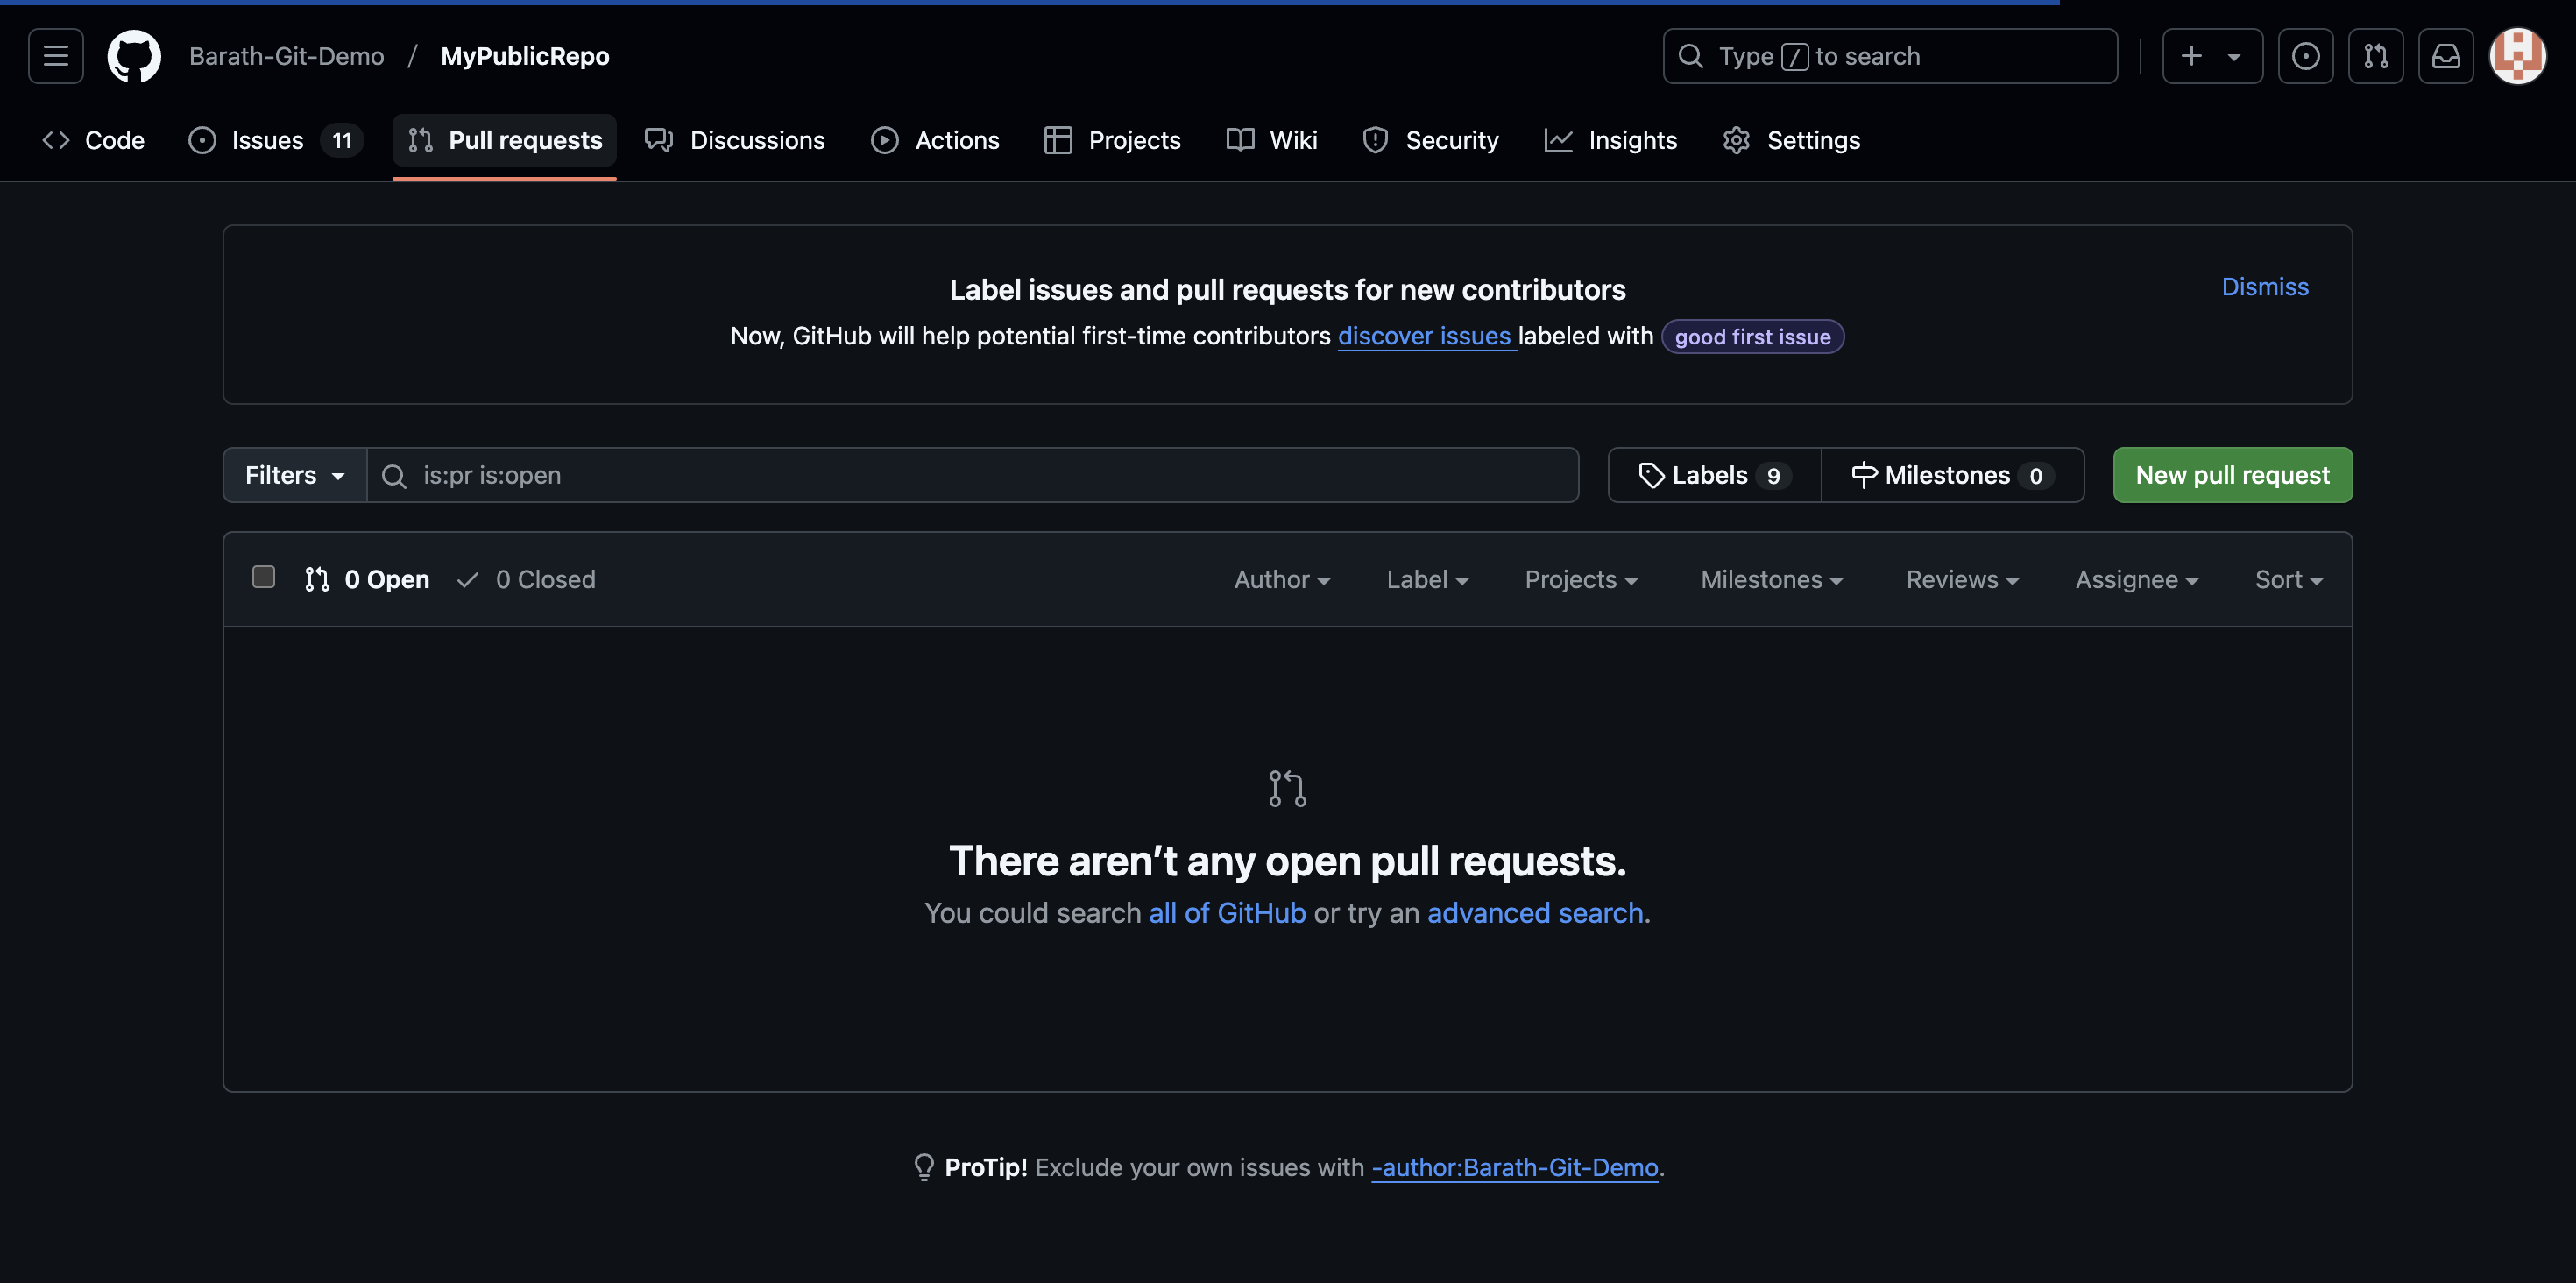 Barath-Git-Demo / MyPublicRepo
Type / to search
Code
Issues 11
Pull requests
Discussions
Actions
Projects
Wiki
Security
Insights
Settings
Label issues and pull requests for new contributors
Dismiss
Now, GitHub will help potential first-time contributors discover issues labeled with good first issue
Filters
is:pr is:open
Labels 9
Milestones 0
New pull request
0 Open
0 Closed
Author
Label
Projects
Milestones
Reviews
Assignee
Sort
There aren’t any open pull requests.
You could search all of GitHub or try an advanced search.
ProTip! Exclude your own issues with -author:Barath-Git-Demo.